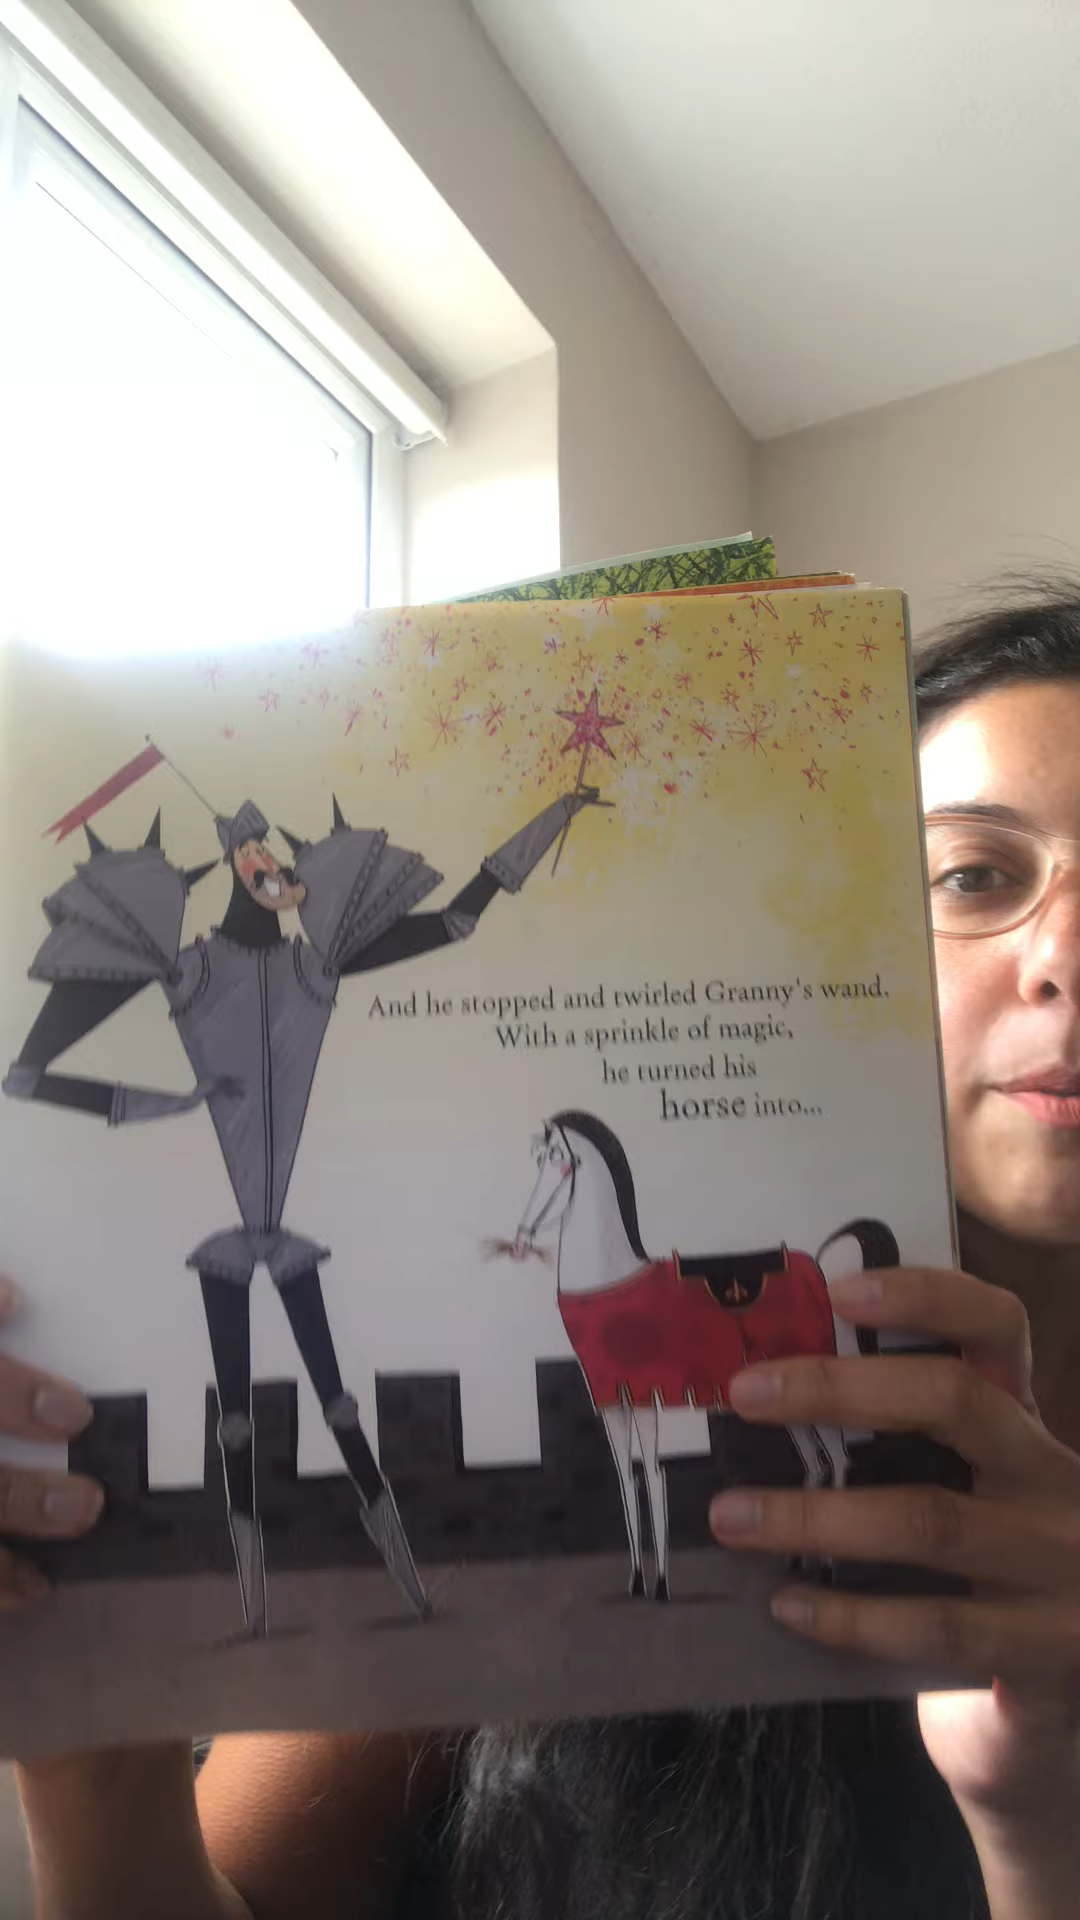 And he stopped and twirled Granny's wand.
With a sprinkle of magic,
he turned his
horse into...